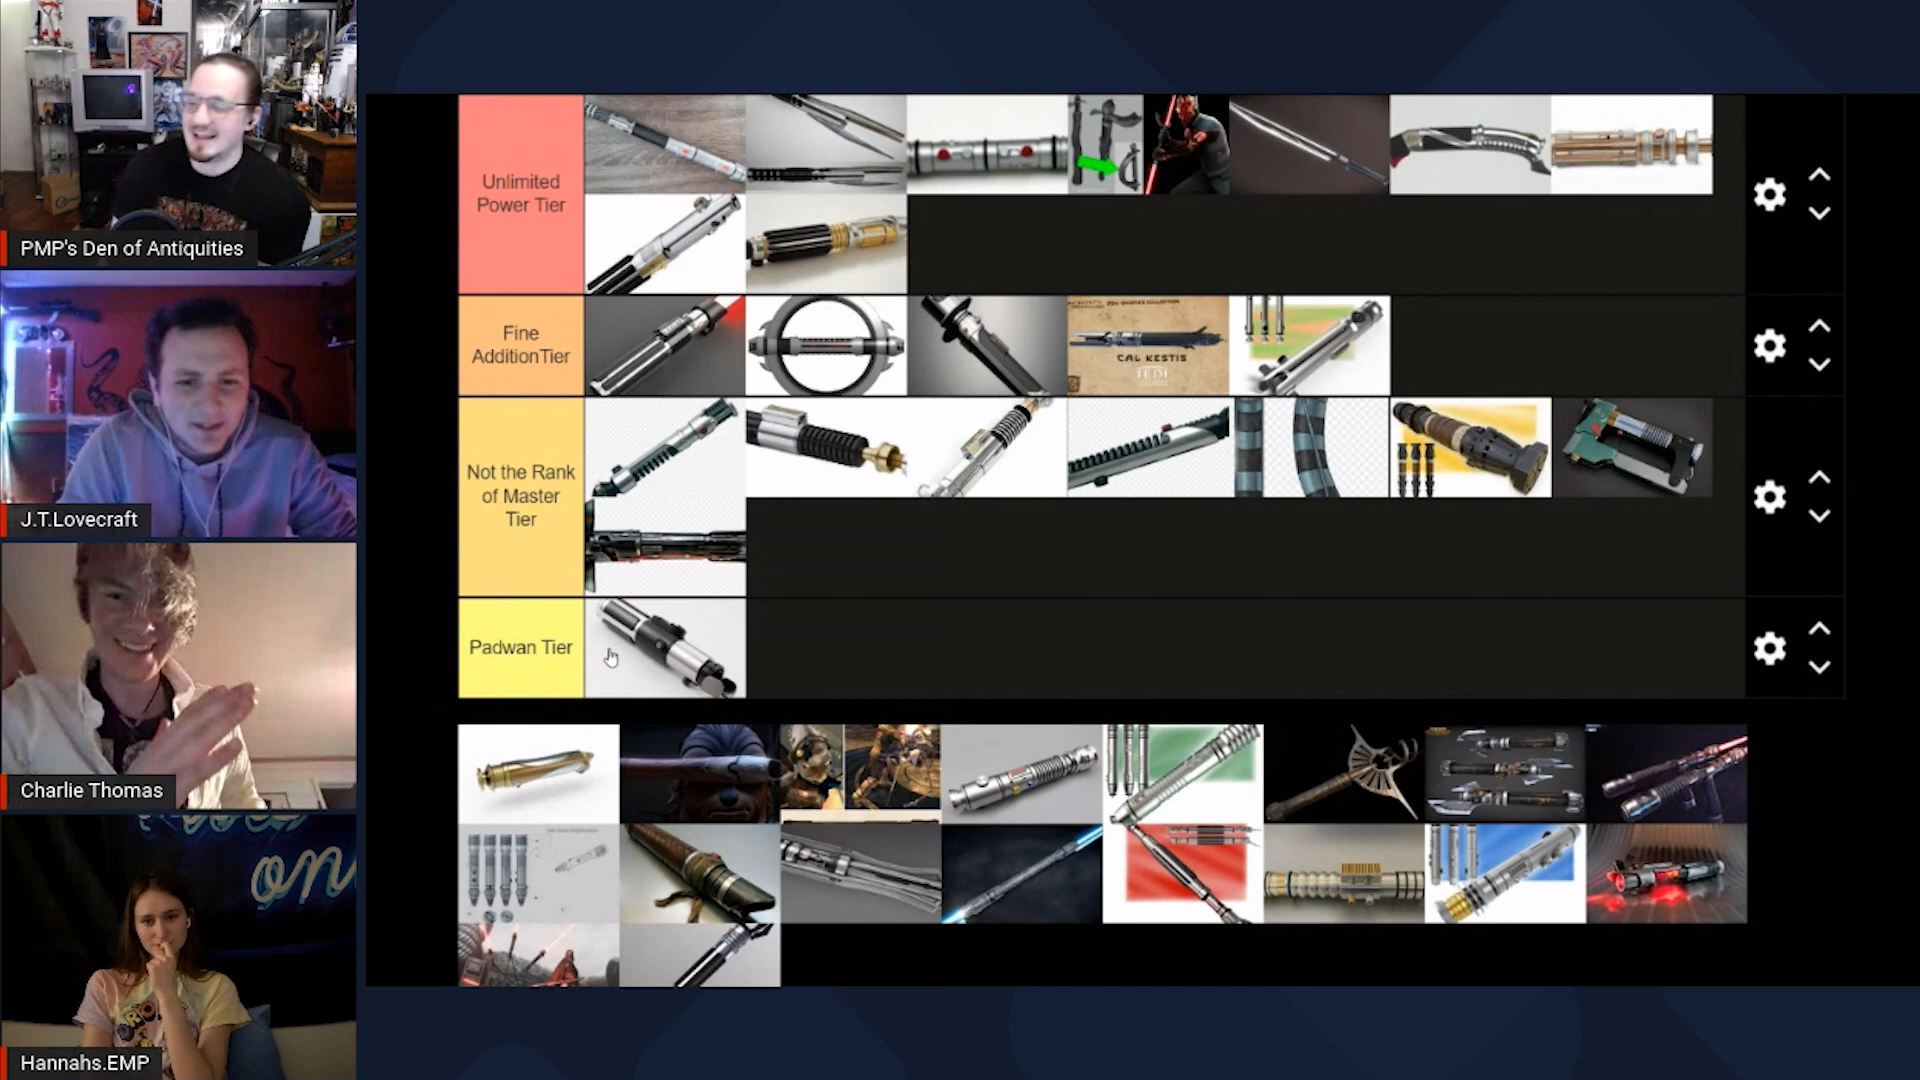 PMP's Den of Antiquities
J.T.Lovecraft
Charlie Thomas
on
Hannahs.EMP
Unlimited
Power Tier
Fine
AdditionTier
CAL KESTIS
JEDI
Not the Rank
of Master
Tier
Padwan Tier